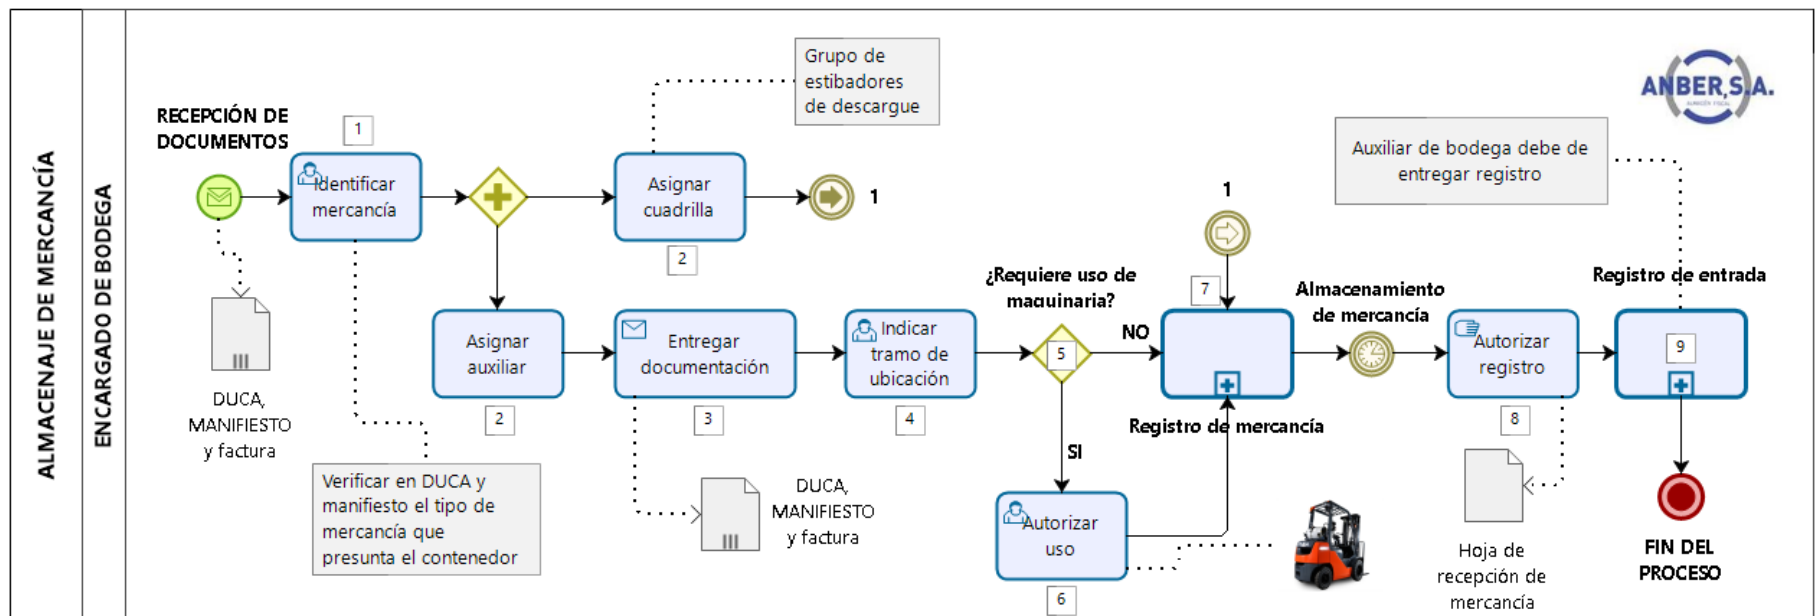 ALMACENAJE DE MERCANCÍA
ENCARGADO DE BODEGA
RECEPCIÓN DE
DOCUMENTOS
1
Identificar
mercancía
DUCA,
MANIFIESTO
y factura
Verificar en DUCA y
manifiesto el tipo de
mercancía que
presunta el contenedor
Grupo de
estibadores
de descargue
Asignar
cuadrilla
2
1
Asignar
auxiliar
2
Entregar
documentación
3
DUCA,
MANIFIESTO
y factura
Indicar
tramo de
ubicación
4
¿Requiere uso de
maquinaria?
5
NO
SI
Autorizar
uso
6
1
7
Registro de mercancía
Almacenamiento
de mercancía
Autorizar
registro
8
Hoja de
recepción de
mercancía
ANBER, S.A.
ALMACÉN FISCAL
Auxiliar de bodega debe de
entregar registro
Registro de entrada
9
FIN DEL
PROCESO